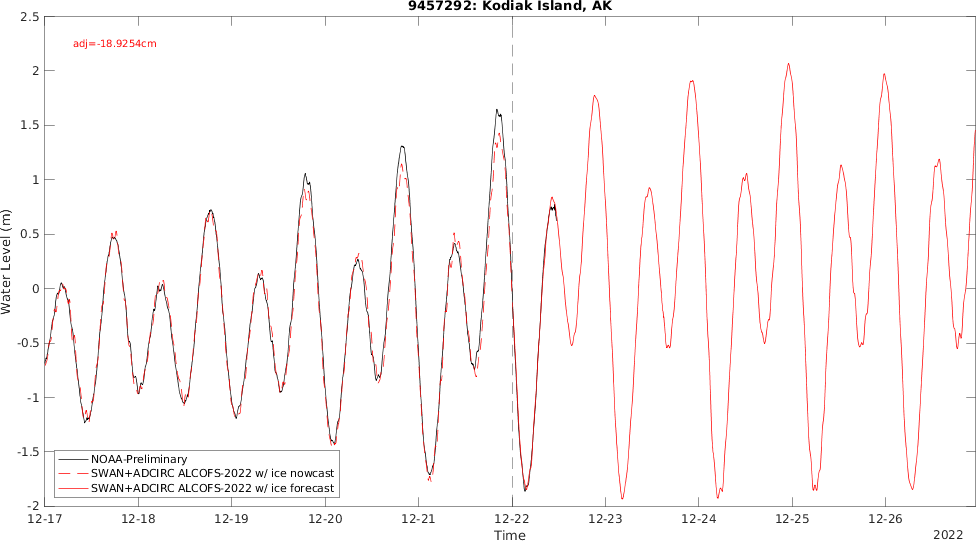 9457292: Kodiak Island, AK
adj=-18.9254cm
2.5
2
1.5
1
0.5
0
-0.5
-1
-1.5
-2
Water Level (m)
NOAA-Preliminary
SWAN+ADCIRC ALCOFS-2022 w/ ice nowcast
SWAN+ADCIRC ALCOFS-2022 w/ ice forecast
12-17 12-18 12-19 12-20 12-21 12-22 12-23 12-24 12-25 12-26
Time
2022